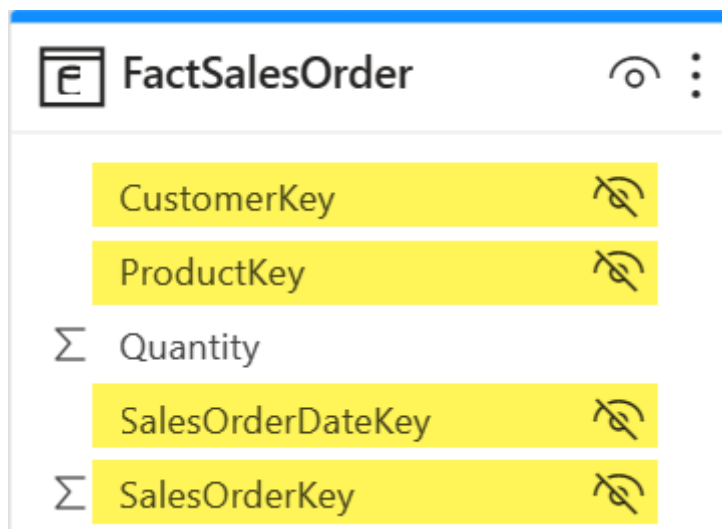 FactSalesOrder
CustomerKey
ProductKey
Σ Quantity
SalesOrderDateKey
Σ SalesOrderKey